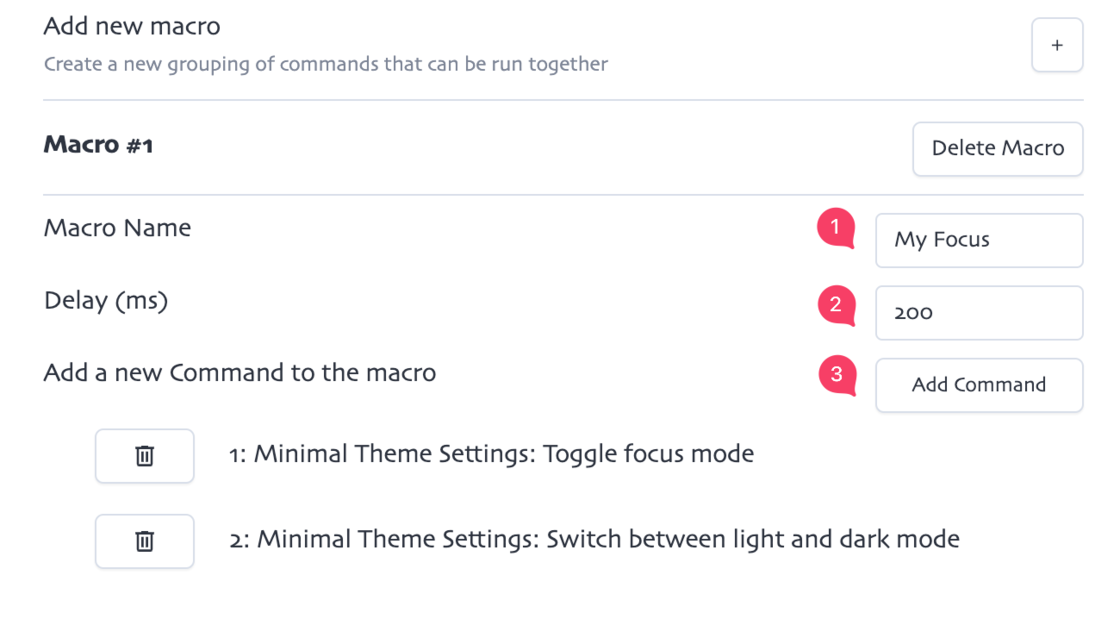 Add new macro
+
Create a new grouping of commands that can be run together
Macro #1
Delete Macro
Macro Name
1
My Focus
Delay (ms)
2
200
Add a new Command to the macro
3
Add Command
1: Minimal Theme Settings: Toggle focus mode
2: Minimal Theme Settings: Switch between light and dark mode